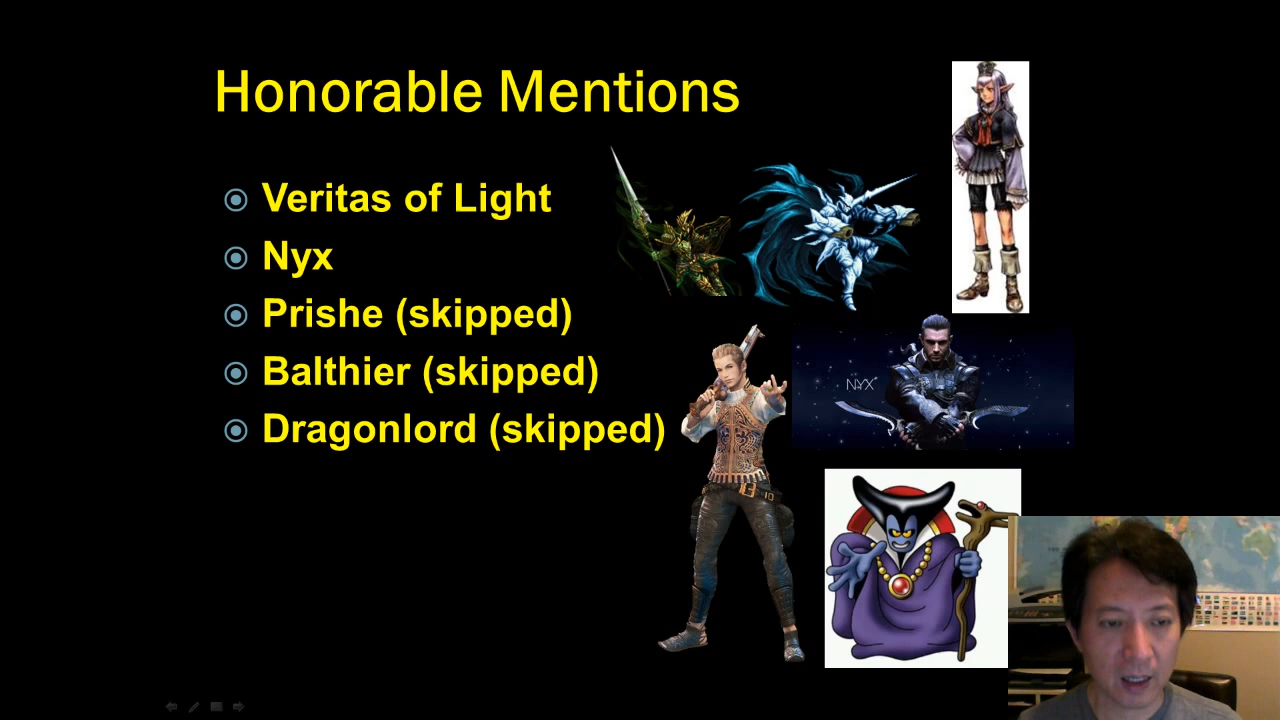 Honorable Mentions
Veritas of Light
Nyx
Prishe (skipped)
Balthier (skipped)
Dragonlord (skipped)
NYX